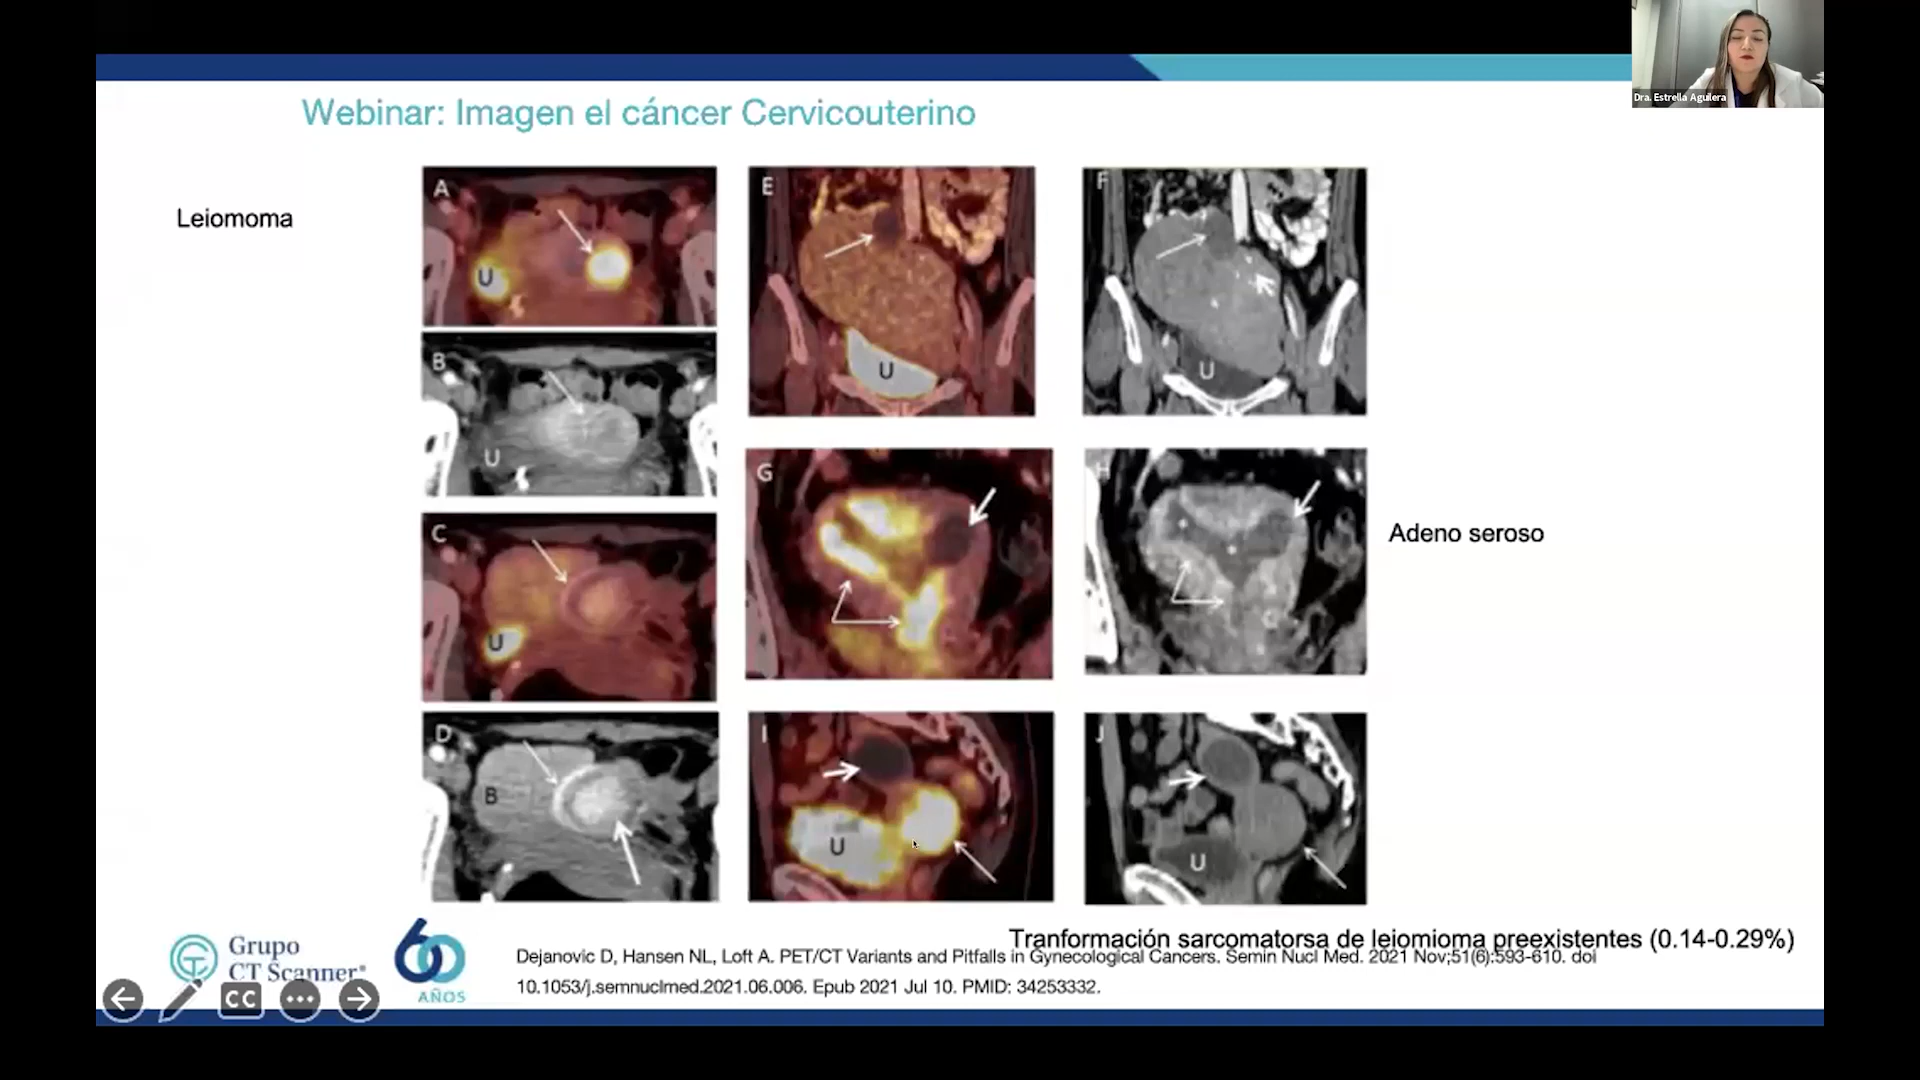 Dra. Estrella Aguilera
Webinar: Imagen el cáncer Cervicouterino
Leiomoma
A
U
B
U
C
U
D
B
E
U
F
U
G
H
Adeno seroso
I
U
J
U
Tranformación sarcomatorsa de leiomioma preexistentes (0.14-0.29%)
Grupo
CT Scanner
60
AÑOS
Dejanovic D, Hansen NL, Loft A. PET/CT Variants and Pitfalls in Gynecological Cancers. Semin Nucl Med. 2021 Nov;51(6):593-610. doi
10.1053/j.semnuclmed.2021.06.006. Epub 2021 Jul 10. PMID: 34253332.
CC